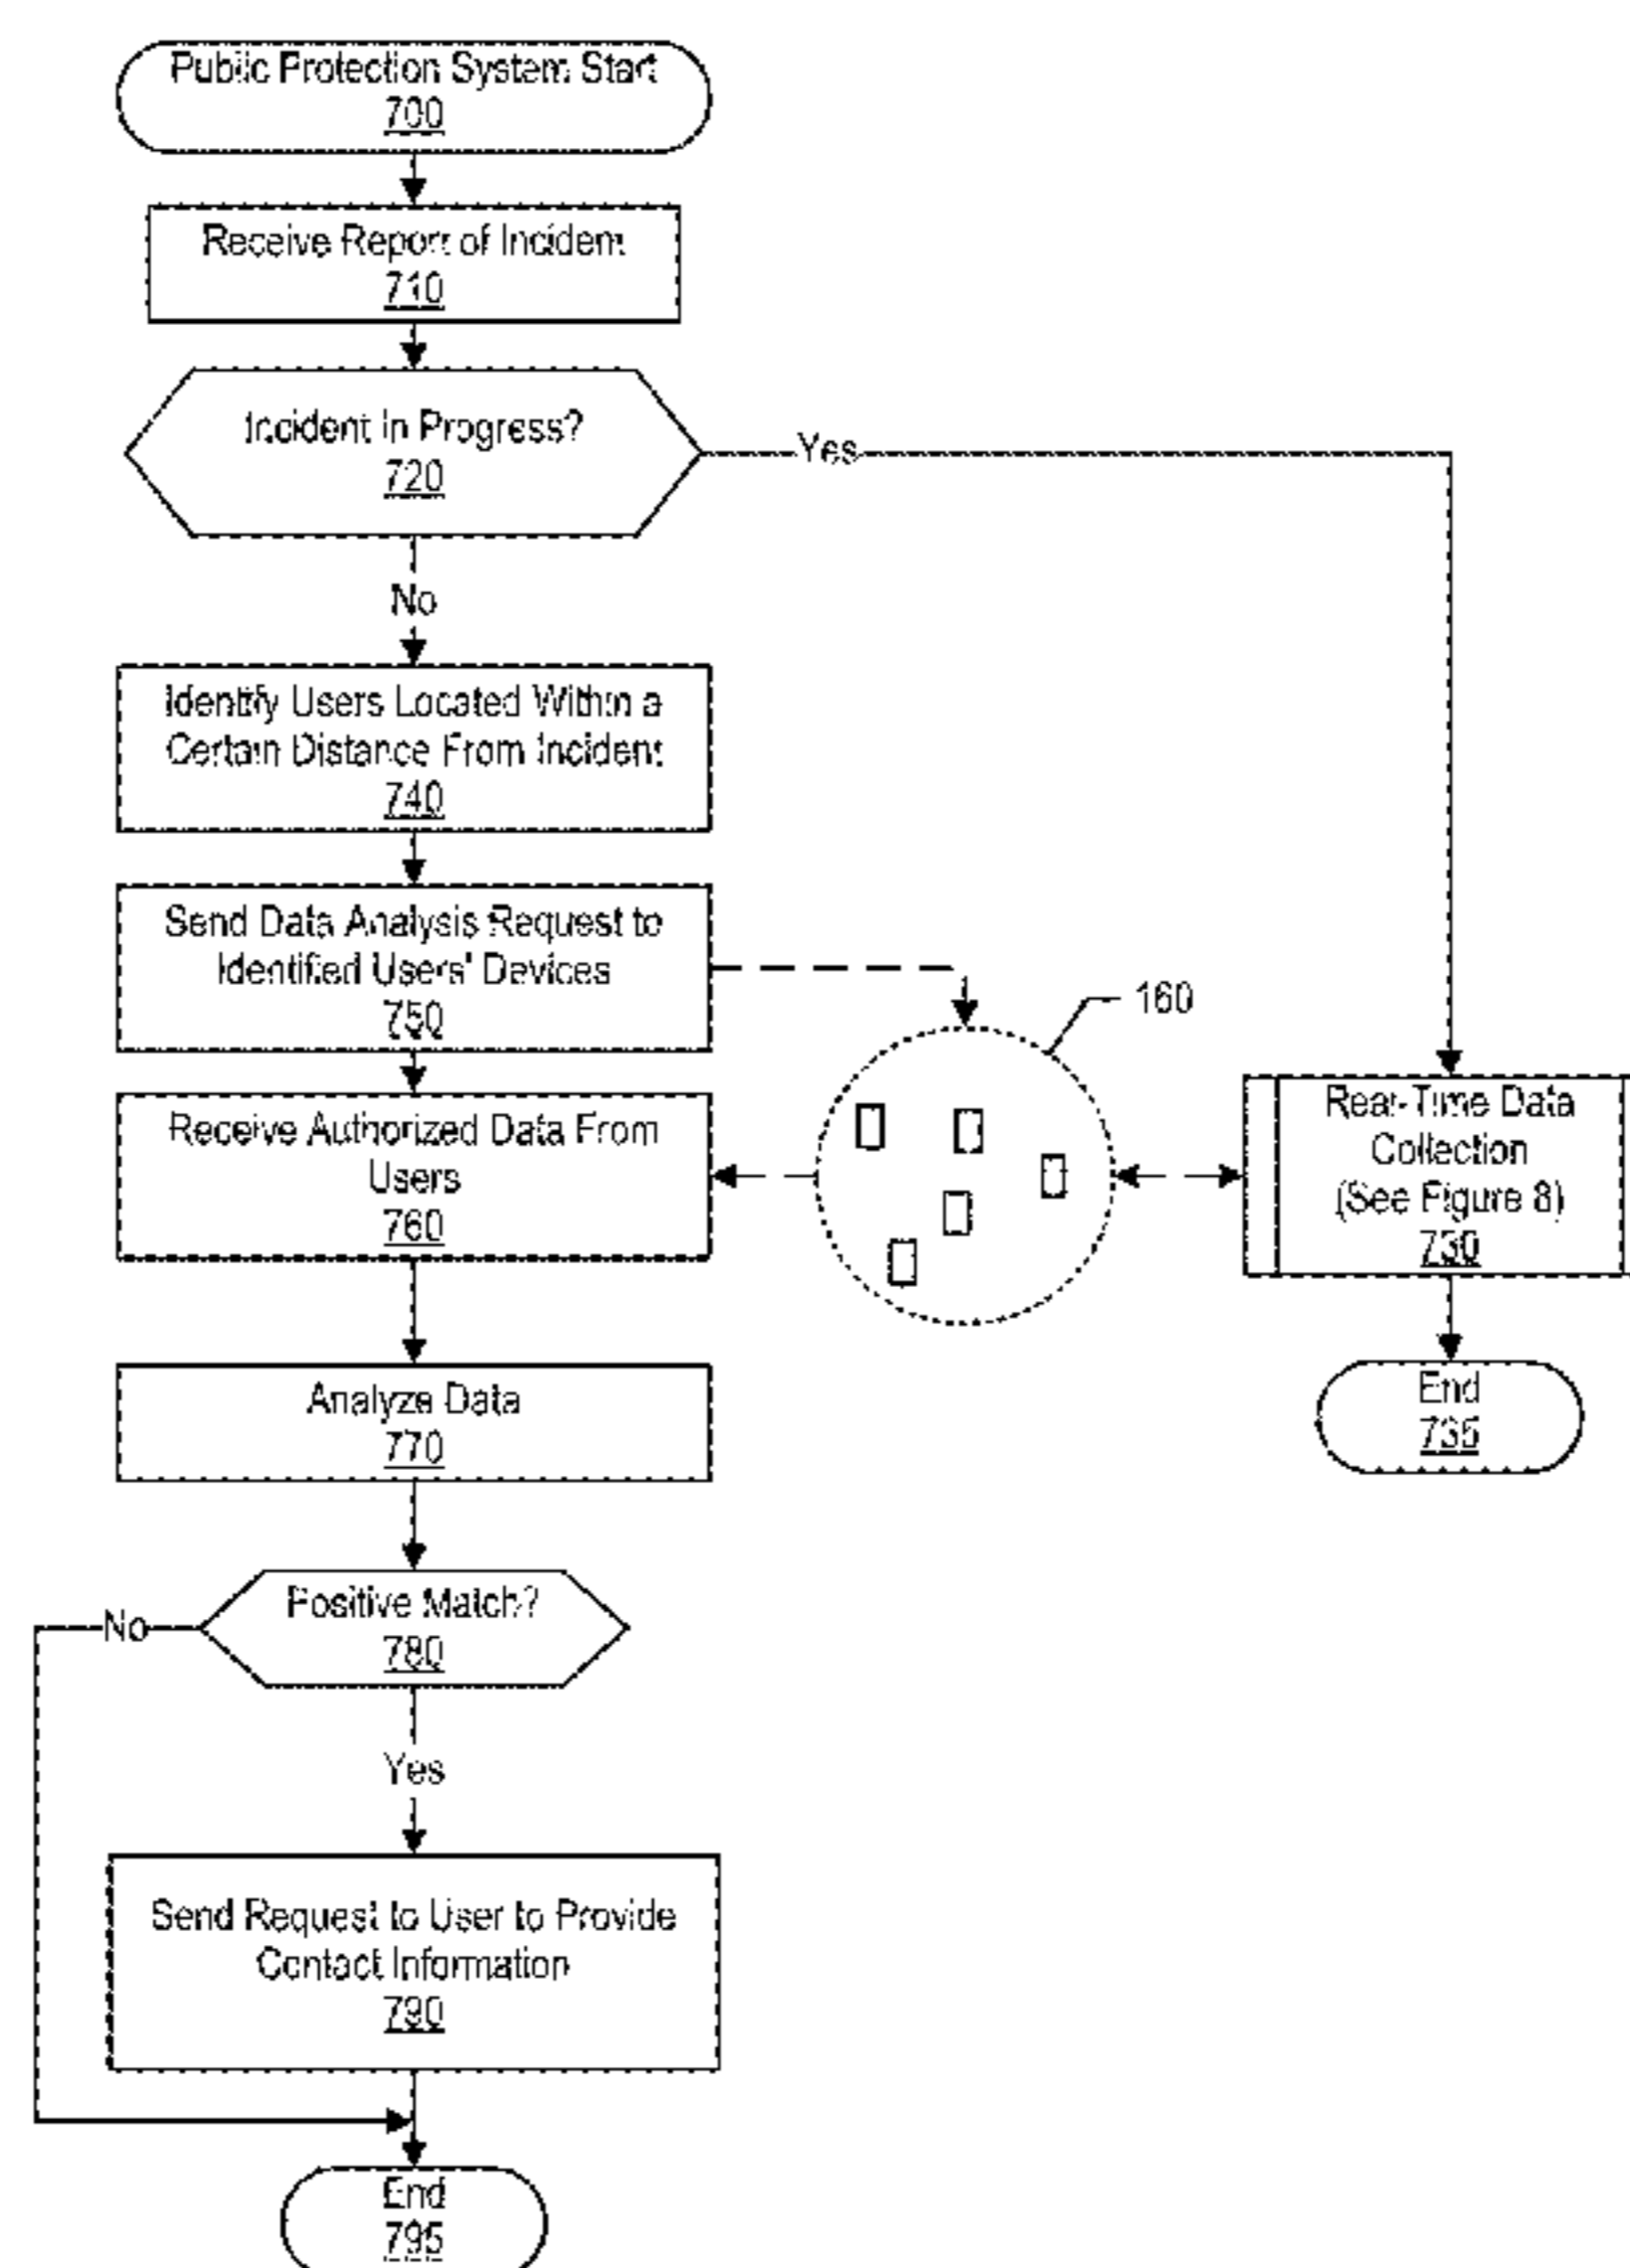 Public Protection System Start
700
Receive Report of Incident
710
Incident In Progress?
720
Yes
No
Identify Users Located Within a
Certain Distance From Incident
740
Send Data Analysis Request to
Identified Users' Devices
750
160
Receive Authorized Data From
Users
760
Real-Time Data
Collection
(See Figure 8)
730
Analyze Data
770
End
735
Positive Match?
780
No
Yes
Send Request to User to Provide
Contact Information
790
End
795